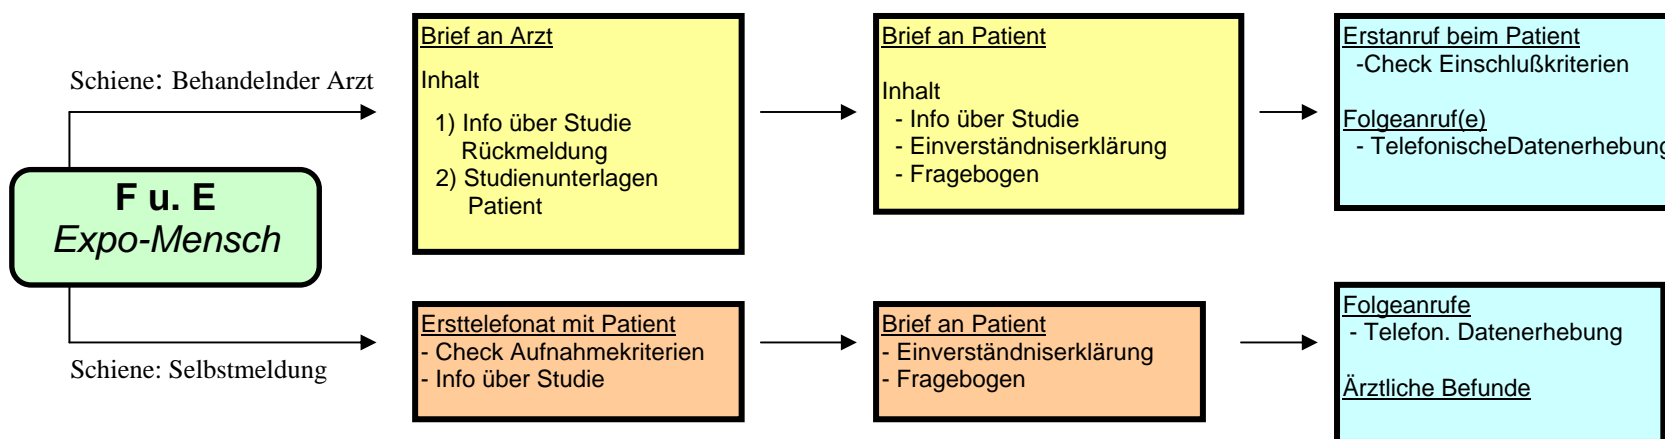 F u. E
Expo-Mensch
Schiene: Behandelnder Arzt
Brief an Arzt
Inhalt
1) Info über Studie
Rückmeldung
2) Studienunterlagen
Patient
Brief an Patient
Inhalt
- Info über Studie
- Einverständniserklärung
- Fragebogen
Erstanruf beim Patient
-Check Einschlußkriterien
Folgeanruf(e)
- TelefonischeDatenerhebung
Schiene: Selbstmeldung
Ersttelefonat mit Patient
- Check Aufnahmekriterien
- Info über Studie
Brief an Patient
- Einverständniserklärung
- Fragebogen
Folgeanrufe
- Telefon. Datenerhebung
Ärztliche Befunde